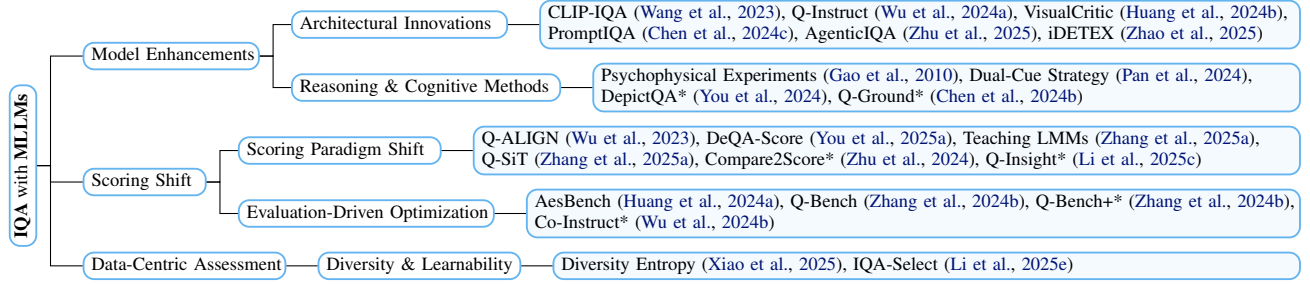 IQA with MLLMs
Model Enhancements
Architectural Innovations
CLIP-IQA (Wang et al., 2023), Q-Instruct (Wu et al., 2024a), VisualCritic (Huang et al., 2024b),
PromptIQA (Chen et al., 2024c), AgenticIQA (Zhu et al., 2025), iDETEX (Zhao et al., 2025)
Reasoning & Cognitive Methods
Psychophysical Experiments (Gao et al., 2010), Dual-Cue Strategy (Pan et al., 2024),
DepictQA* (You et al., 2024), Q-Ground* (Chen et al., 2024b)
Scoring Shift
Scoring Paradigm Shift
Q-ALIGN (Wu et al., 2023), DeQA-Score (You et al., 2025a), Teaching LMMs (Zhang et al., 2025a),
Q-SiT (Zhang et al., 2025a), Compare2Score* (Zhu et al., 2024), Q-Insight* (Li et al., 2025c)
Evaluation-Driven Optimization
AesBench (Huang et al., 2024a), Q-Bench (Zhang et al., 2024b), Q-Bench+* (Zhang et al., 2024b),
Co-Instruct* (Wu et al., 2024b)
Data-Centric Assessment
Diversity & Learnability
Diversity Entropy (Xiao et al., 2025), IQA-Select (Li et al., 2025e)